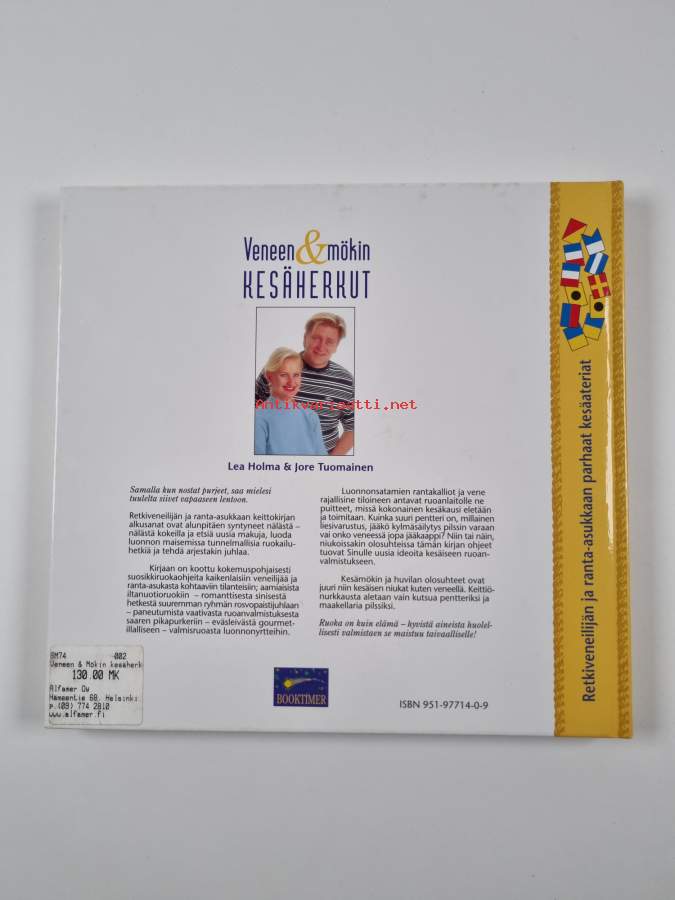 Veneen & mökin
KESÄHERKUT
Antikvariaatti.net
Lea Holma & Jore Tuomainen
Samalla kun nostat purjeet, saa mielesi
tuulelta siivet vapaaseen lentoon.
Retkiveneilijän ja ranta-asukkaan keittokirjan
alkusanat ovat alunpitäen syntyneet nälästä –
nälästä kokeilla ja etsiä uusia makuja, luoda
luonnon maisemissa tunnelmallisia ruokailu-
hetkiä ja tehdä arjestakin juhlaa.
Kirjaan on koottu kokemuspohjaisesti
suosikkiruokaohjeita kaikenlaisiin veneilijää ja
ranta-asukasta kohtaaviin tilanteisiin; aamiaisista
iltanuotioruokiin – romanttisesta sinisestä
hetkestä suuremman ryhmän rosvopaistijuhlaan
– paneutumista vaativasta ruoanvalmistuksesta
saaren pikapurkeriin – eväsleivästä gourmet-
illalliseen – valmisruoasta luonnonyrtteihin.
Luonnonsatamien rantakalliot ja vene
rajallisine tiloineen antavat ruoanlaitolle ne
puitteet, missä kokonainen kesäkausi eletään
ja toimitaan. Kuinka suuri pentteri on, millainen
liesivarustus, jääkö kylmäsäilytys pilssin varaan
vai onko veneessä jopa jääkaappi? Niin tai näin,
niukoissakin olosuhteissa tämän kirjan ohjeet
tuovat Sinulle uusia ideoita kesäiseen ruoan-
valmistukseen.
Kesämökin ja huvilan olosuhteet ovat
juuri niin kesäisen niukat kuten veneellä. Keittiö-
nurkkausta aletaan vain kutsua pentteriksi ja
maakellaria pilssiksi.
Ruoka on kuin elämä – hyvistä aineista huolel-
lisesti valmistaen se maistuu taivaalliselle!
BOOKTIMER
ISBN 951-97714-0-9
BM74 -002
Veneen & Mökin kesäherk
130.00 MK
Alfamer Oy
Hämeentie 68, Helsinki
p.(09) 774 2810
www.alfamer.fi
Retkiveneilijän ja ranta-asukkaan parhaat kesäateriat